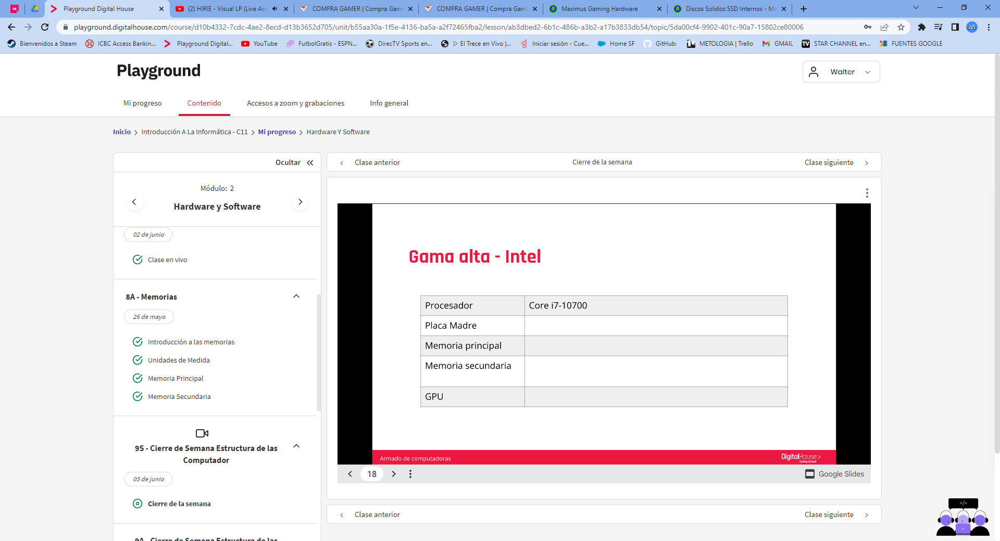 Playground Digital House
(2) HIRIE - Visual LP (Live Acc
COMPRA GAMER | Compra Gam
COMPRA GAMER | Compra Gam
Maximus Gaming Hardware
Discos Solidos SSD Internos - Ma
playground.digitalhouse.com/course/d10b4332-7cdc-4ae2-8ecd-d13b3652d705/unit/b55aa30a-1f5e-4136-ba5a-a2f72465fba2/lesson/ab3dbed2-6b1c-486b-a3b2-a17b3833db54/topic/5da00cf4-9902-401c-90a7-15802ce80006
Bienvenidos a Steam
ICBC Access Bankin...
Playground Digital...
YouTube
FutbolGratis - ESPN...
DirecTV Sports en...
▷ El Trece en Vivo |...
Iniciar sesión - Cue...
Home SF
GitHub:
METOLOGIA | Trello
GMAIL
STAR CHANNEL en...
FUENTES GOOGLE
Playground
Walter
Mi progreso
Contenido
Accesos a zoom y grabaciones
Info general
Inicio > Introducción A La Informática - C11 > Mi progreso > Hardware Y Software
Ocultar
Módulo: 2
Hardware y Software
02 de junio
Clase en vivo
8A - Memorias
26 de mayo
Introducción a las memorias
Unidades de Medida
Memoria Principal
Memoria Secundaria
9S - Cierre de Semana Estructura de las
Computador
03 de junio
Cierre de la semana
9A - Cierre de Semana Estructura de las
Clase anterior
Cierre de la semana
Clase siguiente
Gama alta - Intel
Procesador Core i7-10700
Placa Madre
Memoria principal
Memoria secundaria
GPU
Armado de computadoras
DigitalHouse>
Coding School
18
Google Slides
Clase anterior
Clase siguiente